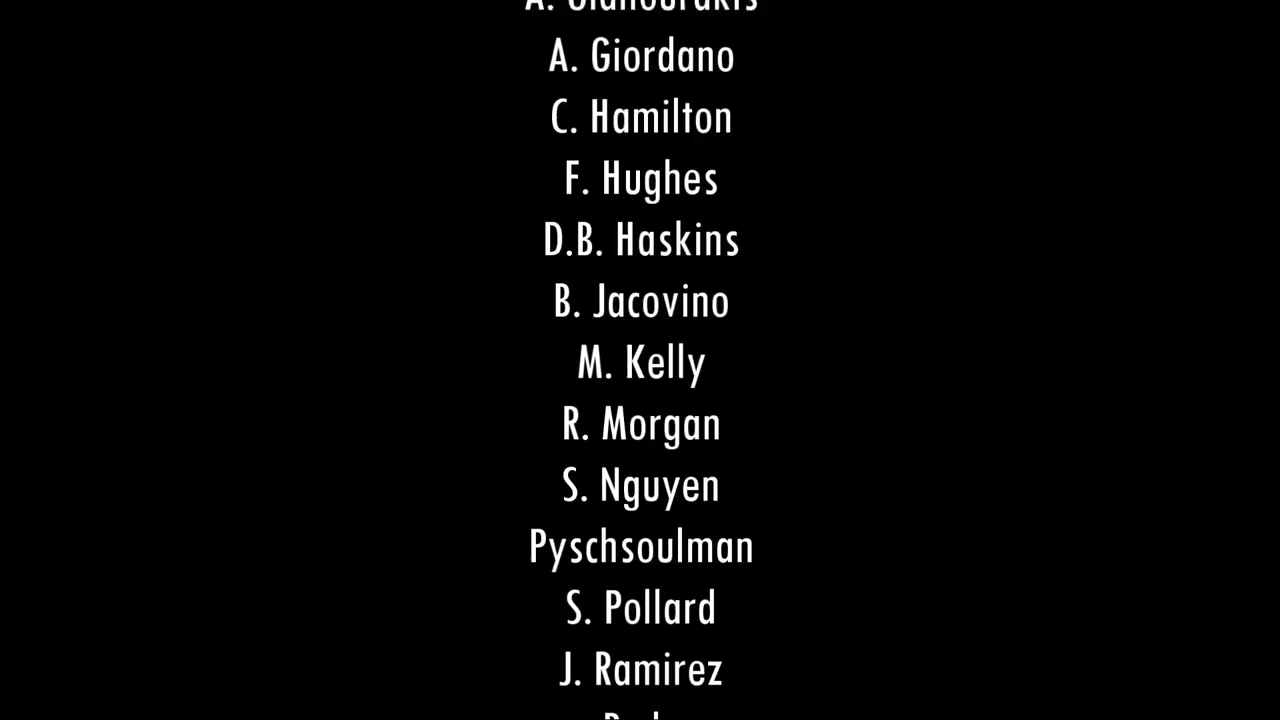 A. Giordano
C. Hamilton
F. Hughes
D.B. Haskins
B. Jacovino
M. Kelly
R. Morgan
S. Nguyen
Pyschsoulman
S. Pollard
J. Ramirez